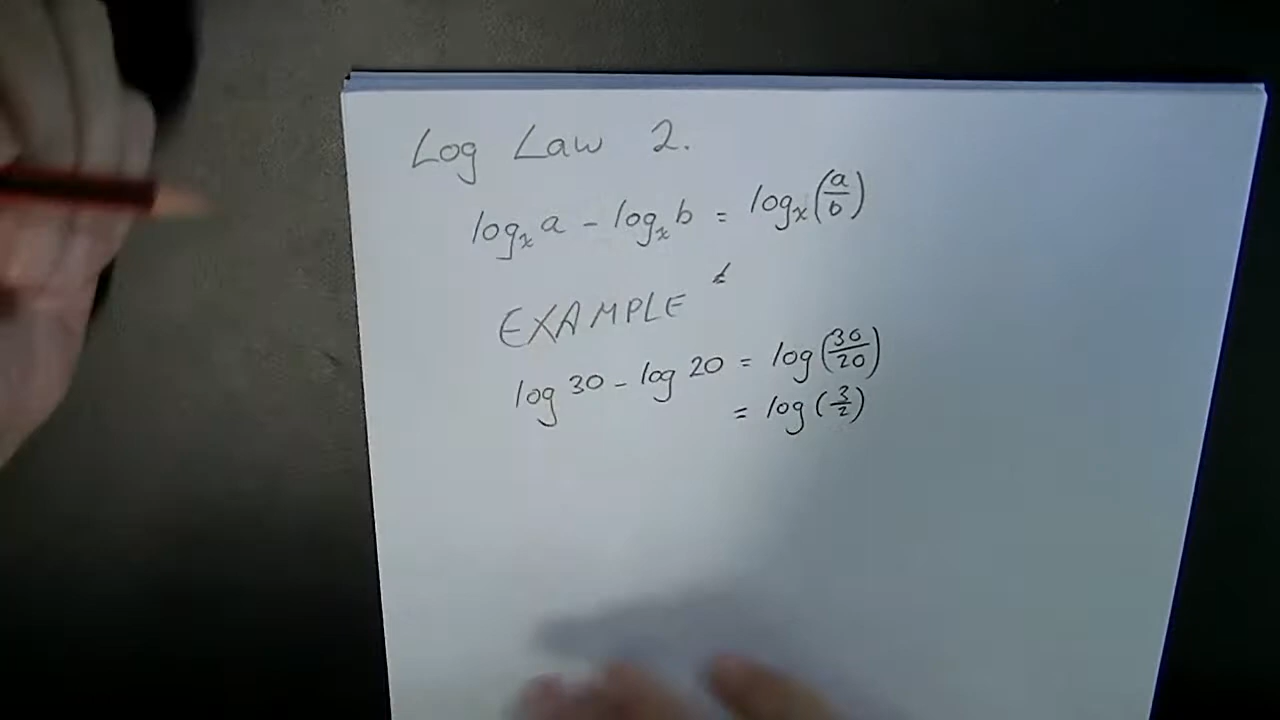 Log Law 2.
logₓ a - logₓ b = logₓ(a/b)
EXAMPLE
log 30 - log 20 = log(30/20)
= log(3/2)